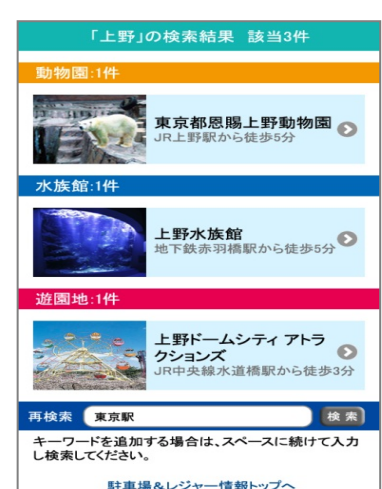 「上野」の検索結果 該当3件
動物園:1件
東京都恩賜上野動物園
JR上野駅から徒歩5分
水族館:1件
上野水族館
地下鉄赤羽橋駅から徒歩5分
遊園地:1件
上野ドームシティ アトラ
クションズ
JR中央線水道橋駅から徒歩3分
再検索 東京駅 検索
キーワードを追加する場合は、スペースに続けて入力
し検索してください。
駐車場&レジャー情報トップへ